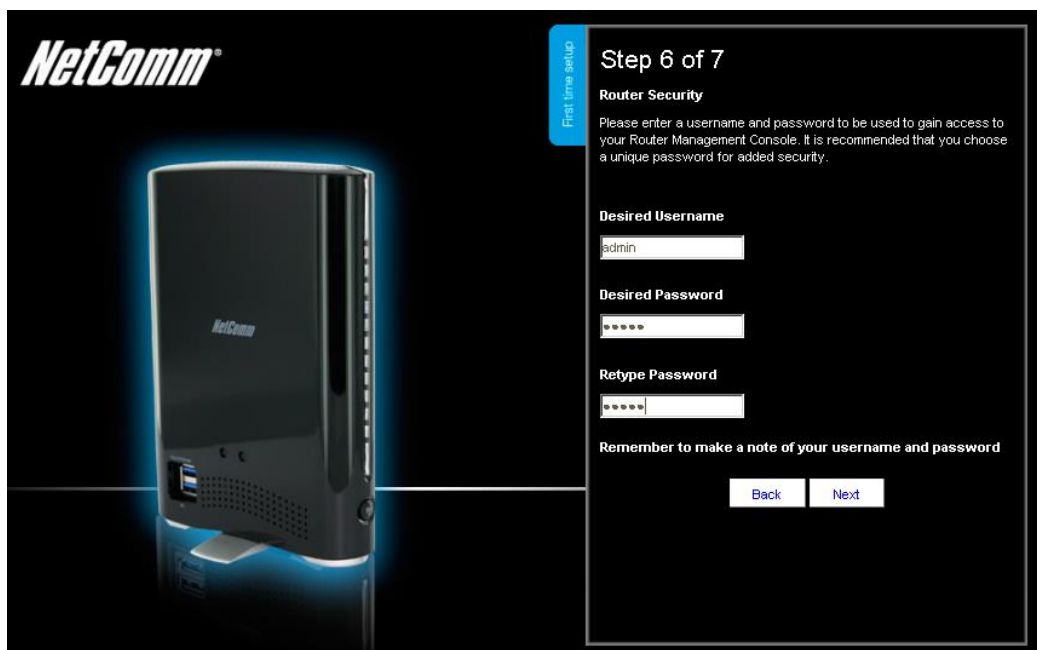 NetComm®
First time setup
Step 6 of 7
Router Security
Please enter a username and password to be used to gain access to
your Router Management Console. It is recommended that you choose
a unique password for added security.
Desired Username
admin
Desired Password
•••••
Retype Password
•••••
Remember to make a note of your username and password
Back Next
NetComm